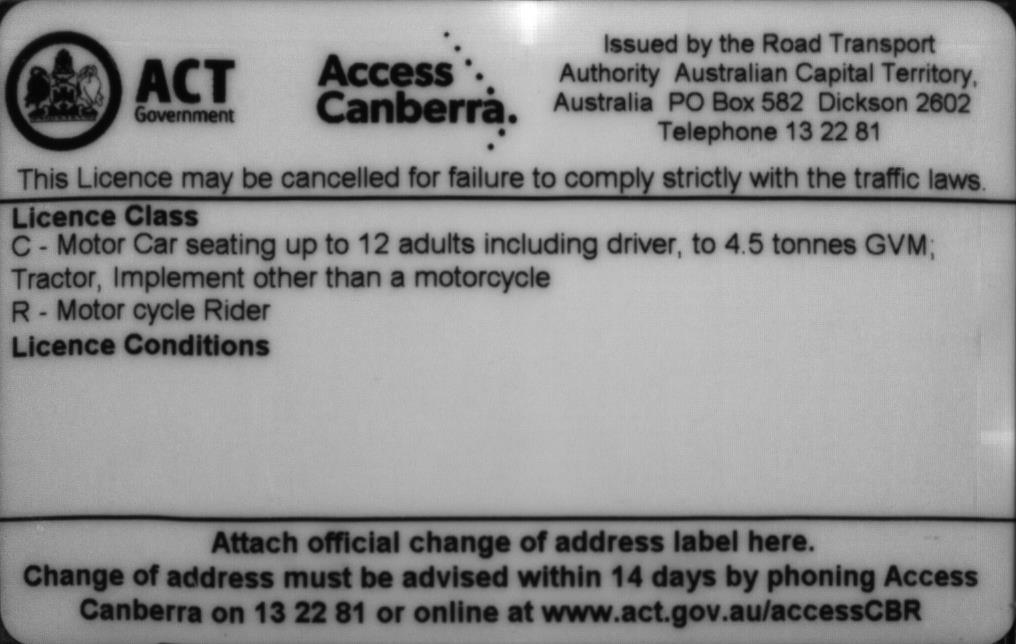 ACT
Government
Access
Canberra.
Issued by the Road Transport
Authority Australian Capital Territory,
Australia PO Box 582 Dickson 2602
Telephone 13 22 81
This Licence may be cancelled for failure to comply strictly with the traffic laws.
Licence Class
C - Motor Car seating up to 12 adults including driver, to 4.5 tonnes GVM;
Tractor, Implement other than a motorcycle
R - Motor cycle Rider
Licence Conditions
Attach official change of address label here.
Change of address must be advised within 14 days by phoning Access
Canberra on 13 22 81 or online at www.act.gov.au/accessCBR